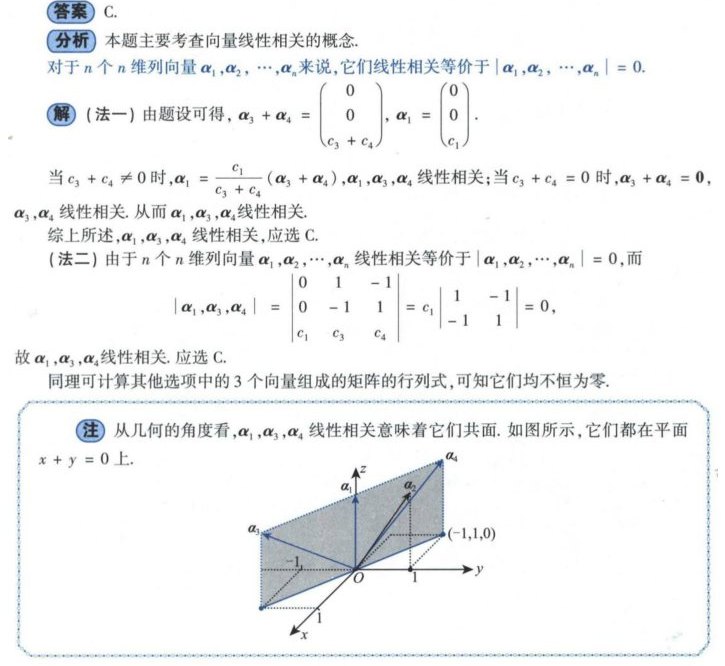 答案 C.
分析 本题主要考查向量线性相关的概念.
对于 n 个 n 维列向量 α₁,α₂, ⋯,αₙ来说,它们线性相关等价于|α₁,α₂, ⋯,αₙ| = 0.
解 (法一) 由题设可得, α₃ + α₄ = (0 0 c₃ + c₄), α₁ = (0 0 c₁).
当 c₃ + c₄ ≠ 0 时,α₁ = c₁/(c₃ + c₄) (α₃ + α₄),α₁,α₃,α₄ 线性相关;当 c₃ + c₄ = 0 时,α₃ + α₄ = 0,
α₃,α₄ 线性相关. 从而 α₁,α₃,α₄线性相关.
综上所述,α₁,α₃,α₄ 线性相关,应选 C.
(法二) 由于 n 个 n 维列向量 α₁,α₂,⋯,αₙ 线性相关等价于|α₁,α₂,⋯,αₙ| = 0,而
|α₁,α₃,α₄| = |0 1 -1; 0 -1 1; c₁ c₃ c₄| = c₁|1 -1; -1 1| = 0,
故 α₁,α₃,α₄线性相关. 应选 C.
同理可计算其他选项中的 3 个向量组成的矩阵的行列式,可知它们均不恒为零.
注 从几何的角度看,α₁,α₃,α₄ 线性相关意味着它们共面. 如图所示,它们都在平面
x + y = 0 上.
α₄
z
α₁
α₂
α₃
(-1,1,0)
-1
O
1
y
1
x